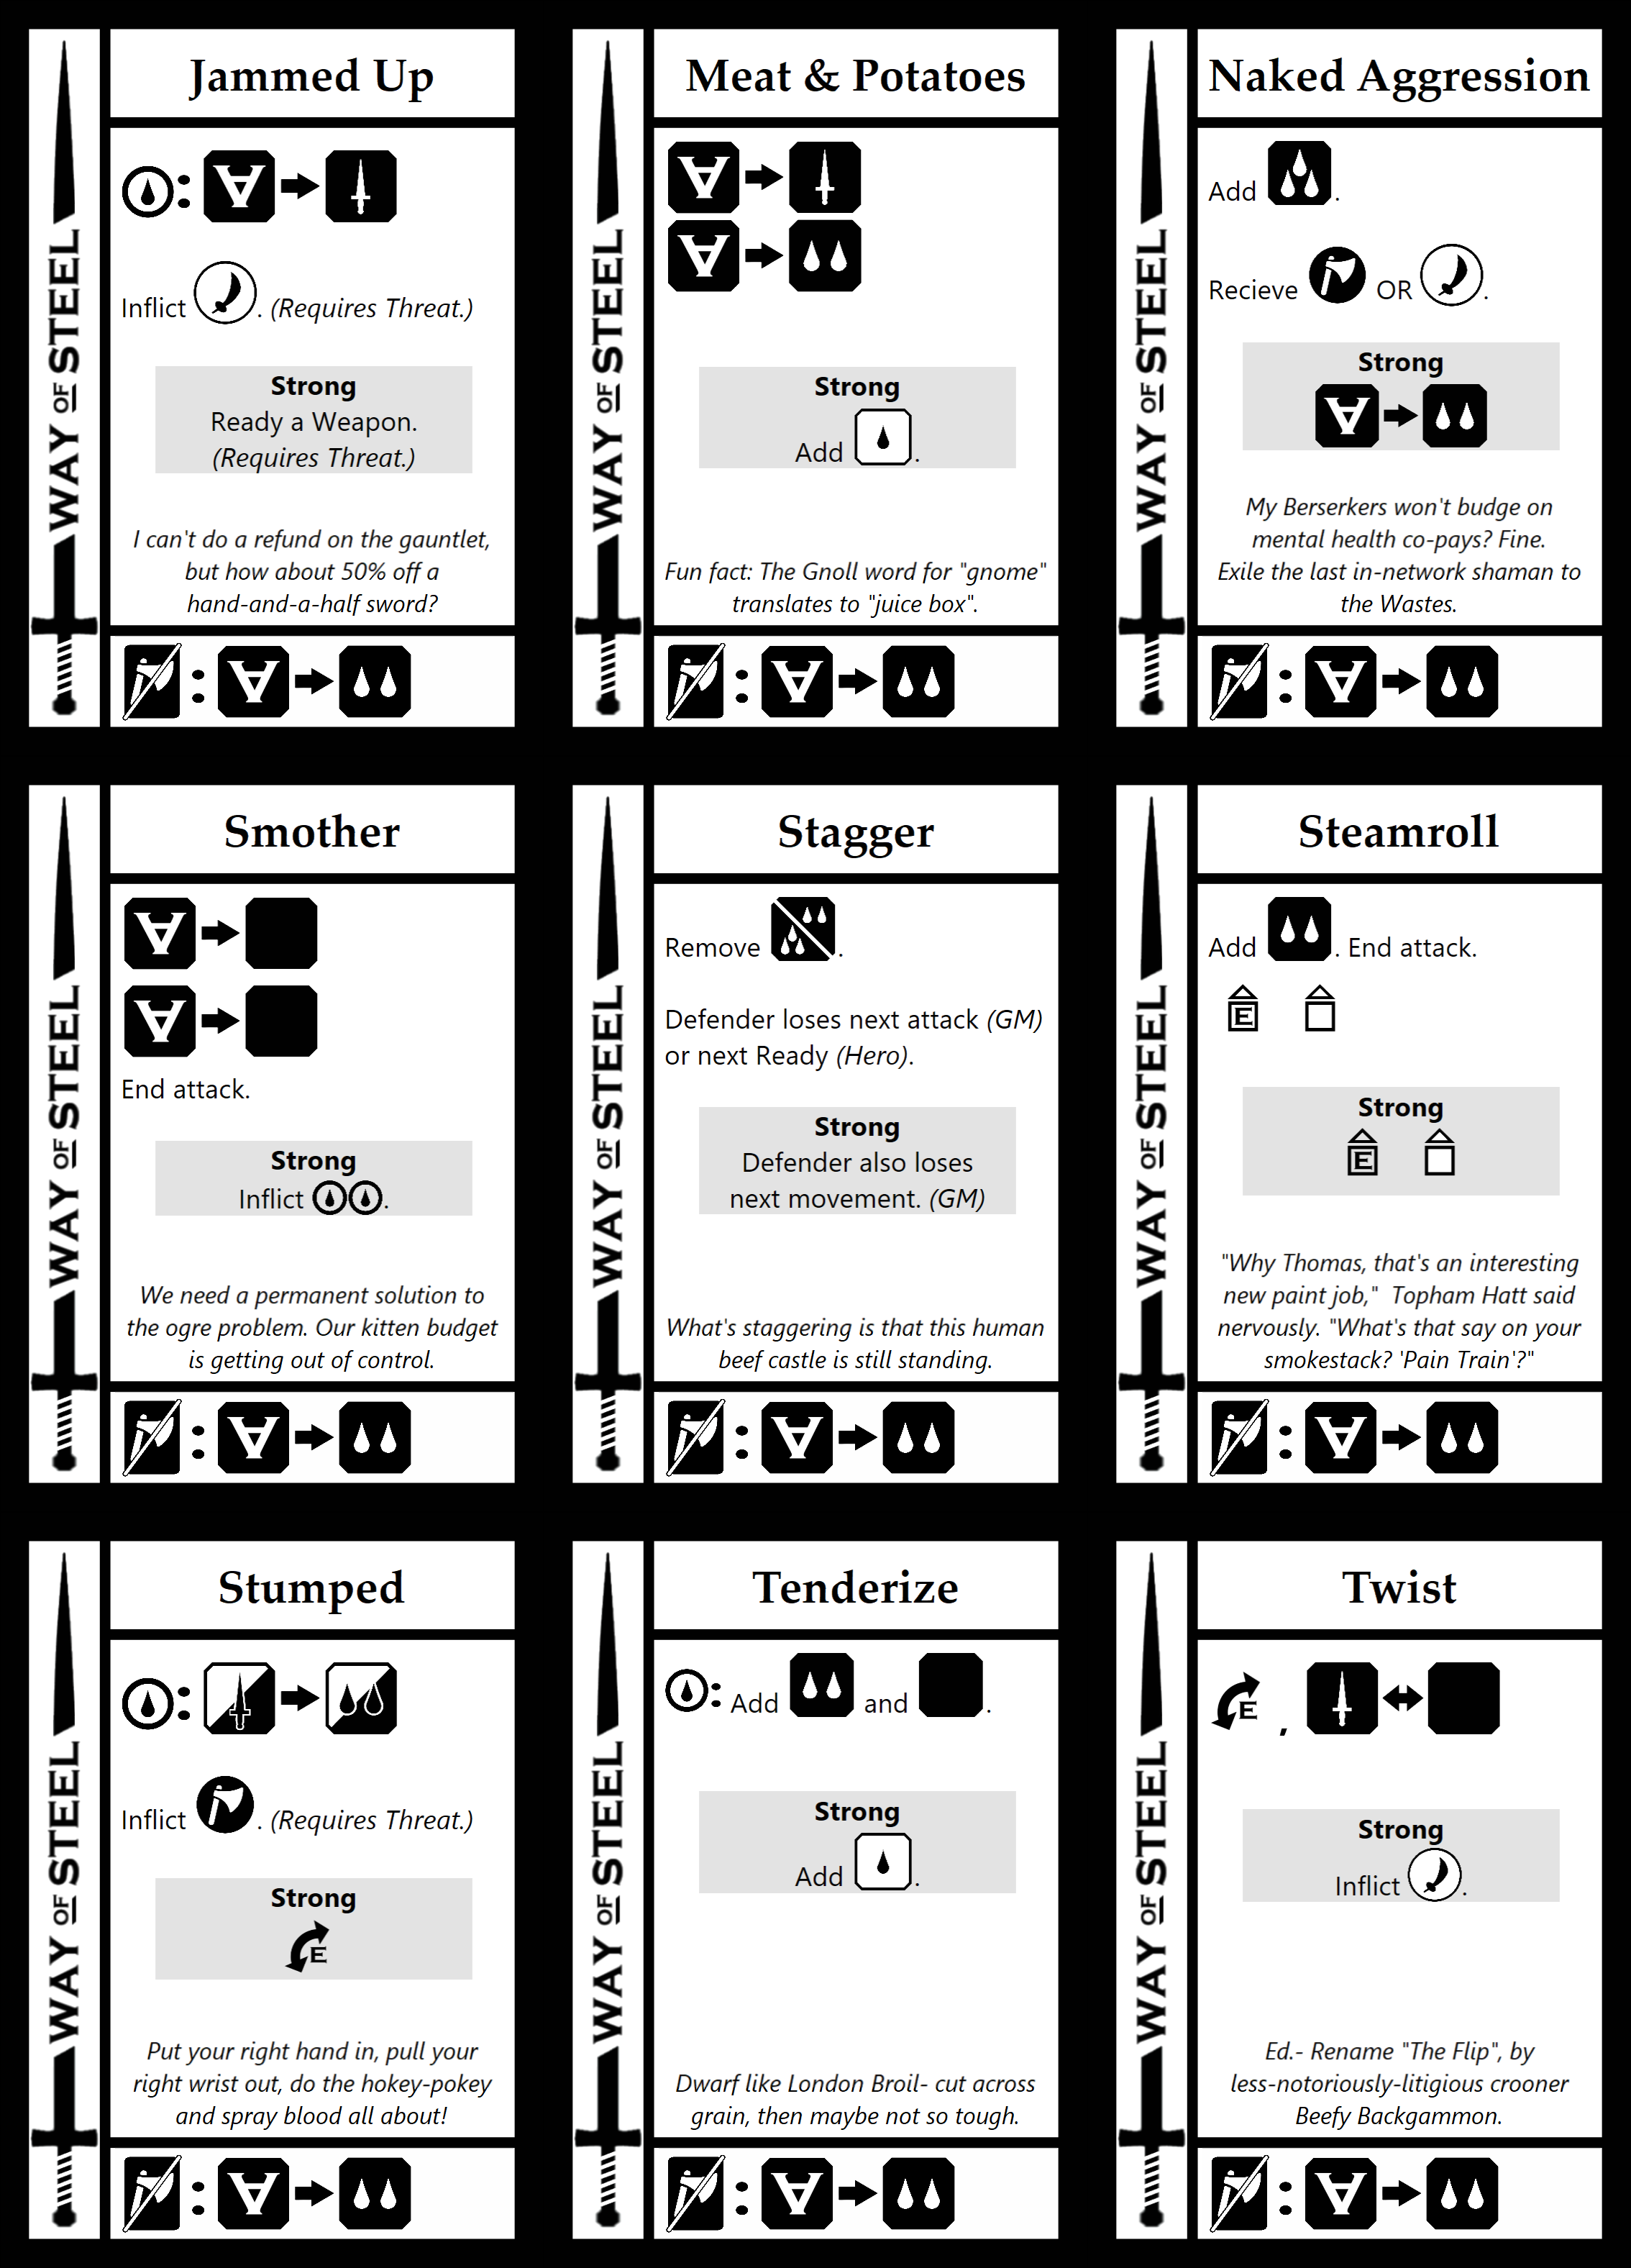 WAY OF STEEL
Jammed Up
: ∀
Inflict . (Requires Threat.)
Strong
Ready a Weapon.
(Requires Threat.)
I can't do a refund on the gauntlet,
but how about 50% off a
hand-and-a-half sword?
: ∀
WAY OF STEEL
Meat & Potatoes
∀
∀
Strong
Add .
Fun fact: The Gnoll word for "gnome"
translates to "juice box".
: ∀
WAY OF STEEL
Naked Aggression
Add .
Recieve OR .
Strong
∀
My Berserkers won't budge on
mental health co-pays? Fine.
Exile the last in-network shaman to
the Wastes.
: ∀
WAY OF STEEL
Smother
∀
∀
End attack.
Strong
Inflict .
We need a permanent solution to
the ogre problem. Our kitten budget
is getting out of control.
: ∀
WAY OF STEEL
Stagger
Remove .
Defender loses next attack (GM)
or next Ready (Hero).
Strong
Defender also loses
next movement. (GM)
What's staggering is that this human
beef castle is still standing.
: ∀
WAY OF STEEL
Steamroll
Add . End attack.
E
Strong
E
"Why Thomas, that's an interesting
new paint job," Topham Hatt said
nervously. "What's that say on your
smokestack? 'Pain Train'?"
: ∀
WAY OF STEEL
Stumped
:
Inflict . (Requires Threat.)
Strong
E
Put your right hand in, pull your
right wrist out, do the hokey-pokey
and spray blood all about!
: ∀
WAY OF STEEL
Tenderize
: Add and .
Strong
Add .
Dwarf like London Broil- cut across
grain, then maybe not so tough.
: ∀
WAY OF STEEL
Twist
E ,
Strong
Inflict .
Ed.- Rename "The Flip", by
less-notoriously-litigious crooner
Beefy Backgammon.
: ∀